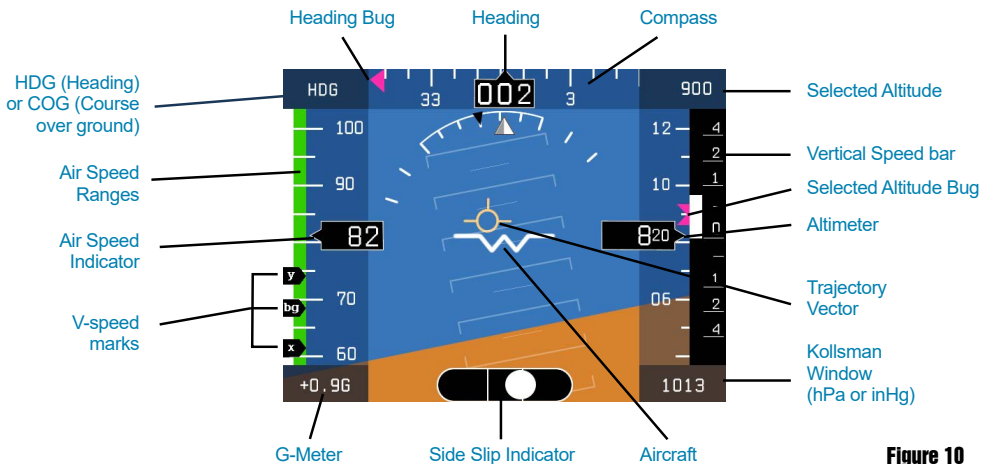 Heading Bug
Heading
Compass
HDG (Heading)
or COG (Course
over ground)
Air Speed
Ranges
Air Speed
Indicator
V-speed
marks
G-Meter
Side Slip Indicator
Aircraft
Selected Altitude
Vertical Speed bar
Selected Altitude Bug
Altimeter
Trajectory
Vector
Kollsman
Window
(hPa or inHg)
HDG
33
002
3
900
100
90
82
70
60
y
bg
x
+0.9G
12
10
820
06
4
2
1
n
1
2
4
1013
Figure 10